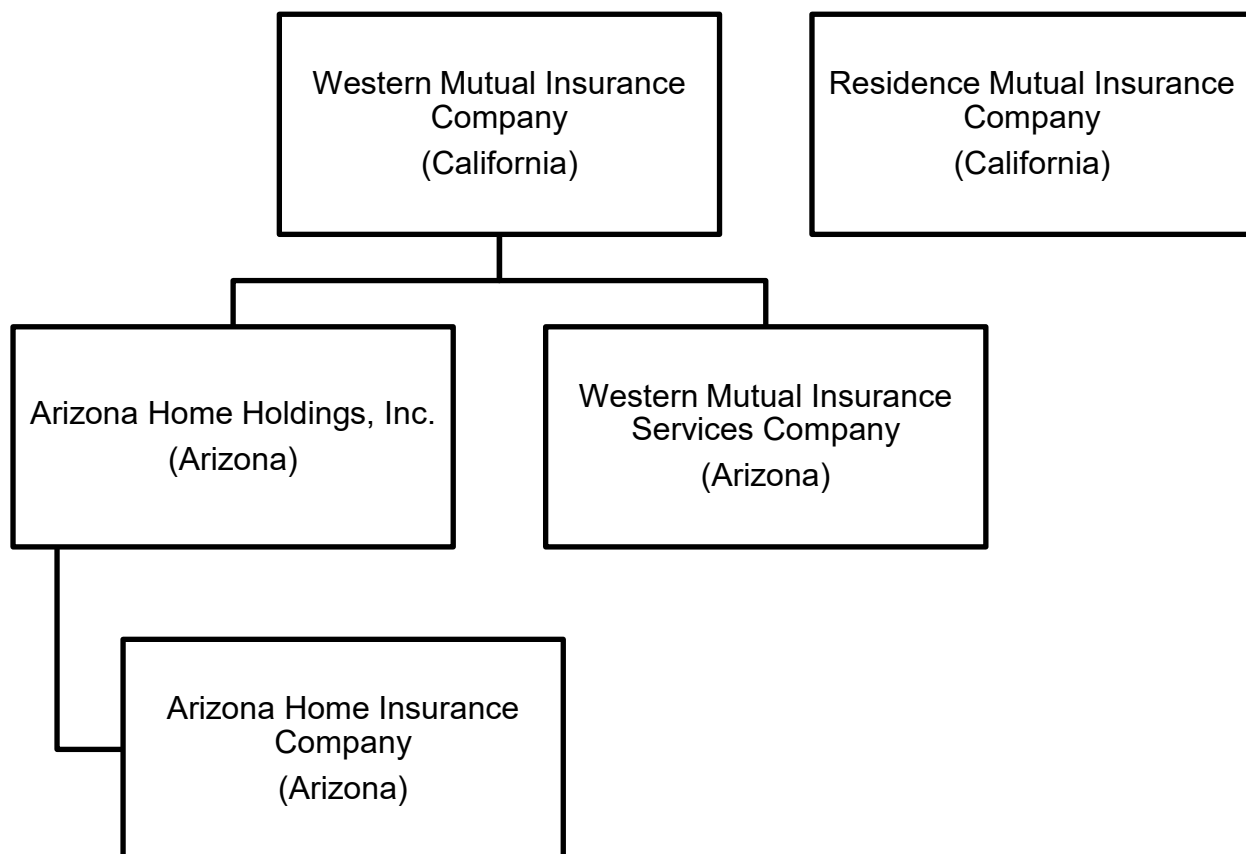 Western Mutual Insurance
Company
(California)
Residence Mutual Insurance
Company
(California)
Arizona Home Holdings, Inc.
(Arizona)
Western Mutual Insurance
Services Company
(Arizona)
Arizona Home Insurance
Company
(Arizona)